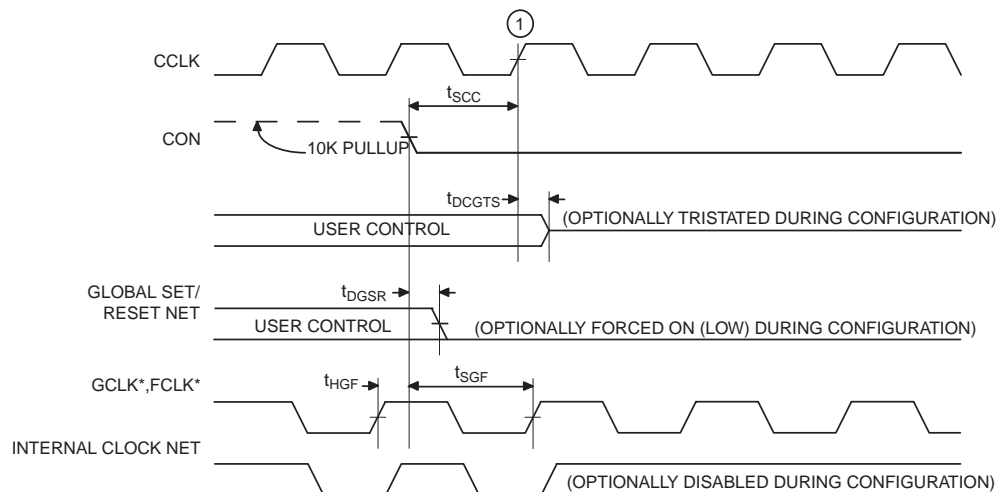 1
CCLK
tSCC
CON
10K PULLUP
tDCGTS
USER CONTROL
(OPTIONALLY TRISTATED DURING CONFIGURATION)
GLOBAL SET/
RESET NET
tDGSR
USER CONTROL
(OPTIONALLY FORCED ON (LOW) DURING CONFIGURATION)
GCLK*,FCLK*
tHGF
tSGF
INTERNAL CLOCK NET
(OPTIONALLY DISABLED DURING CONFIGURATION)